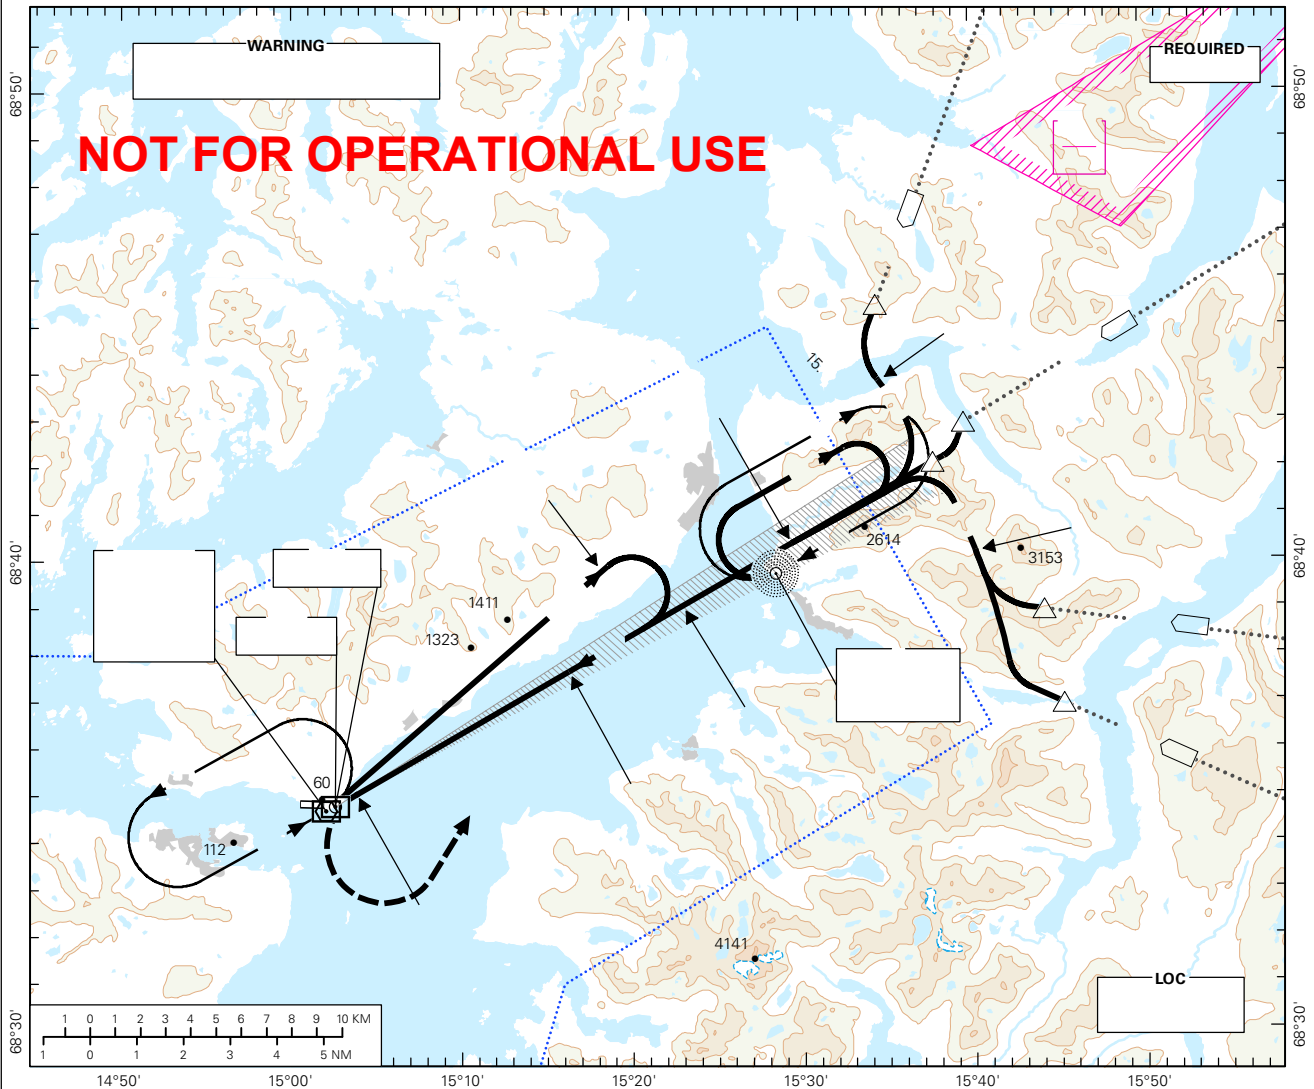 WARNING
REQUIRED
68°50'
68°50'
NOT FOR OPERATIONAL USE
15.
2614
68°40'
68°40'
3153
1411
1323
60
112
4141
LOC
1 0 1 2 3 4 5 6 7 8 9 10 KM
1 0 1 2 3 4 5 NM
68°30'
68°30'
14°50' 15°00' 15°10' 15°20' 15°30' 15°40' 15°50'